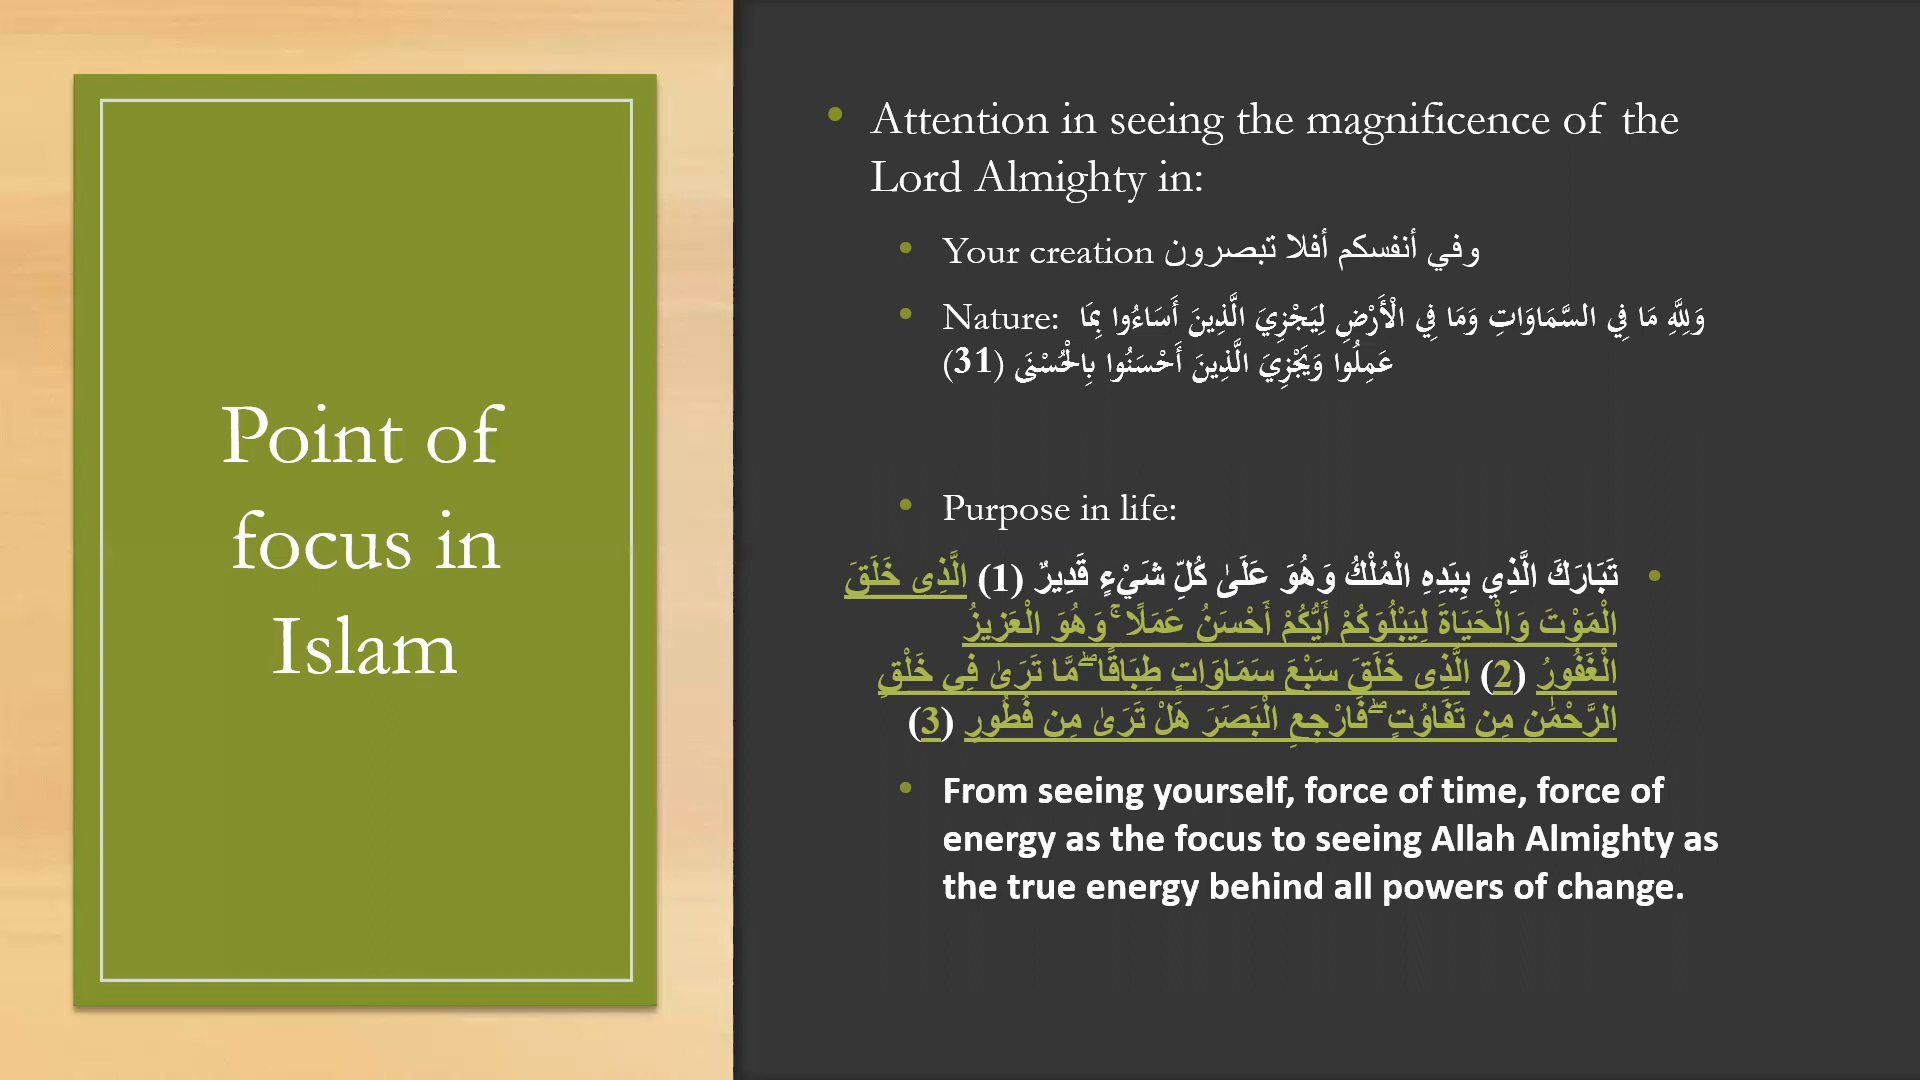 Point of
focus in
Islam
• Attention in seeing the magnificence of the
Lord Almighty in:
• Your creation وفي أنفسكم أفلا تبصرون
• Nature: وَلِلَّهِ مَا فِي السَّمَاوَاتِ وَمَا فِي الْأَرْضِ لِيَجْزِيَ الَّذِينَ أَسَاءُوا بِمَا
عَمِلُوا وَيَجْزِيَ الَّذِينَ أَحْسَنُوا بِالْحُسْنَى (31)
• Purpose in life:
• تَبَارَكَ الَّذِي بِيَدِهِ الْمُلْكُ وَهُوَ عَلَىٰ كُلِّ شَيْءٍ قَدِيرٌ (1) الَّذِي خَلَقَ
الْمَوْتَ وَالْحَيَاةَ لِيَبْلُوَكُمْ أَيُّكُمْ أَحْسَنُ عَمَلًا ۚ وَهُوَ الْعَزِيزُ
الْغَفُورُ (2) الَّذِي خَلَقَ سَبْعَ سَمَاوَاتٍ طِبَاقًا ۖ مَّا تَرَىٰ فِي خَلْقِ
الرَّحْمَٰنِ مِن تَفَاوُتٍ ۖ فَارْجِعِ الْبَصَرَ هَلْ تَرَىٰ مِن فُطُورٍ (3)
• From seeing yourself, force of time, force of
energy as the focus to seeing Allah Almighty as
the true energy behind all powers of change.